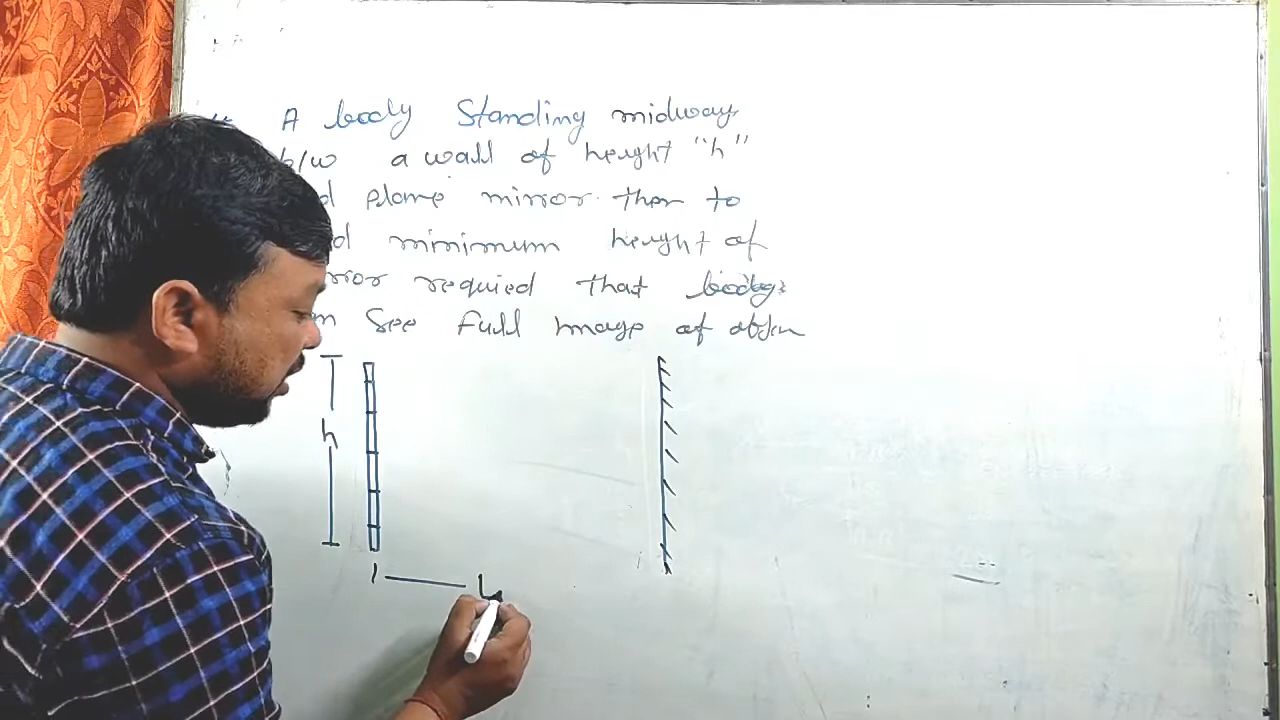 A body Standing midway
b/w a wall of height "h"
plane mirror. then to
minimum height of
required that body
See Full Image of
h
L